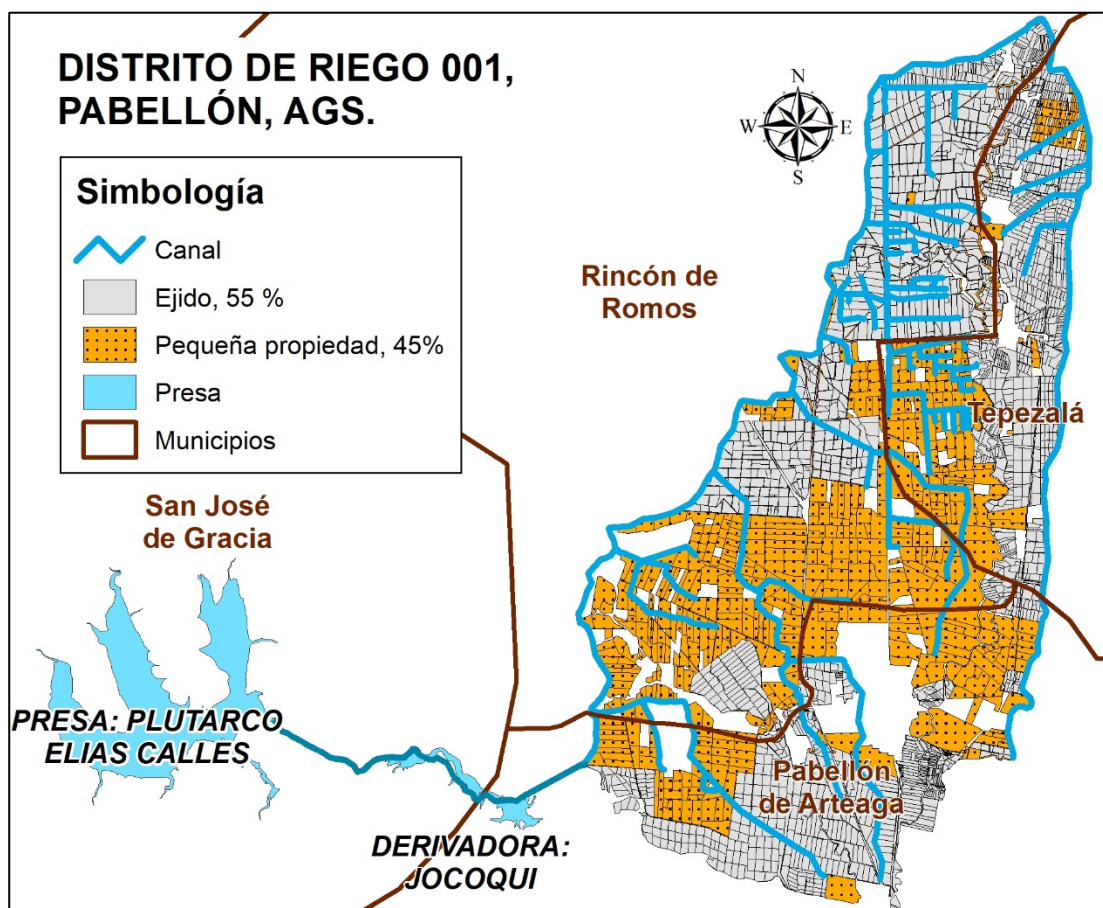 DISTRITO DE RIEGO 001,
PABELLÓN, AGS.
N
W
E
S
Simbología
Canal
Ejido, 55 %
Pequeña propiedad, 45%
Presa
Municipios
Rincón de
Romos
Tepezalá
San José
de Gracia
PRESA: PLUTARCO
ELIAS CALLES
Pabellón
de Arteaga
DERIVADORA:
JOCOQUI